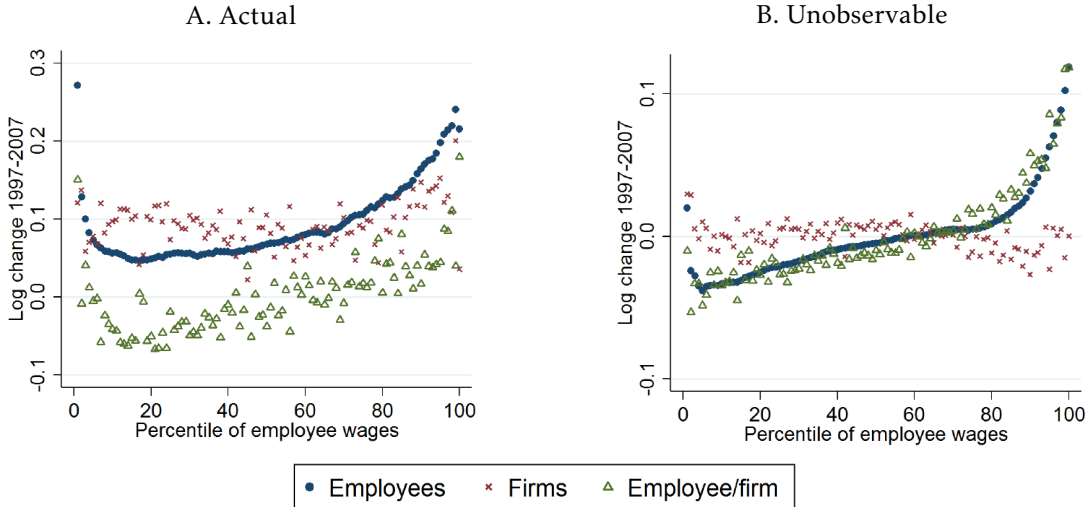 A. Actual
B. Unobservable
Log change 1997-2007
-0.1 0.0 0.1 0.2 0.3
0 20 40 60 80 100
Percentile of employee wages
Log change 1997-2007
-0.1 0.0 0.1
0 20 40 60 80 100
Percentile of employee wages
Employees Firms Employee/firm